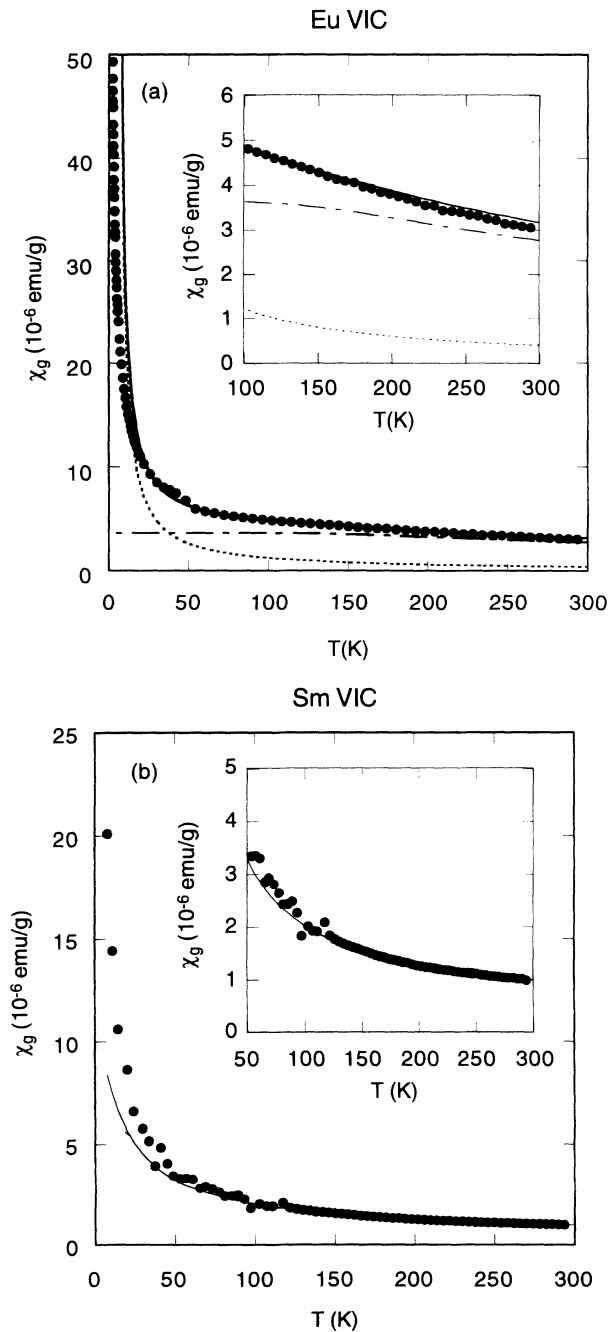 Eu VIC
50
40
30
20
10
0
χg (10-6 emu/g)
(a)
6
5
4
3
2
1
0
χg (10-6 emu/g)
100 150 200 250 300
T(K)
0 50 100 150 200 250 300
T(K)
Sm VIC
25
20
15
10
5
0
χg (10-6 emu/g)
(b)
5
4
3
2
1
0
χg (10-6 emu/g)
50 100 150 200 250 300
T (K)
0 50 100 150 200 250 300
T (K)